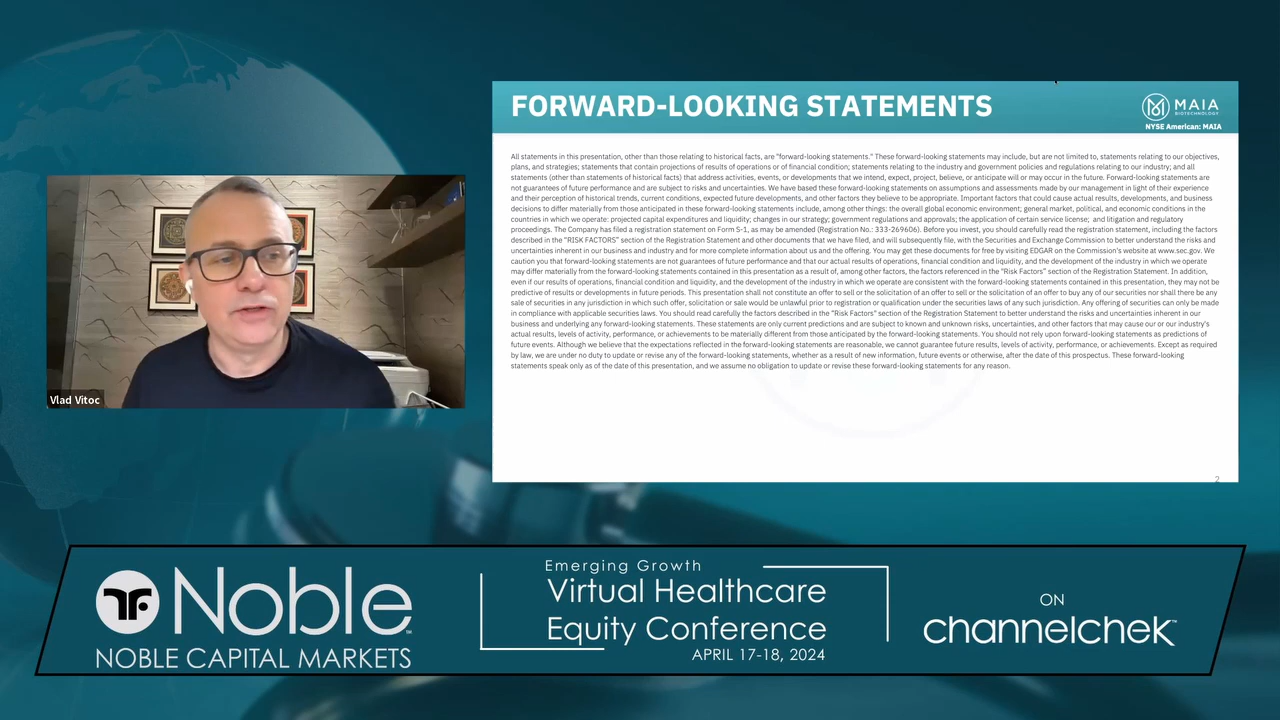 FORWARD-LOOKING STATEMENTS
MAIA
BIOTECHNOLOGY
NYSE American: MAIA
All statements in this presentation, other than those relating to historical facts, are "forward-looking statements." These forward-looking statements may include, but are not limited to, statements relating to our objectives,
plans, and strategies; statements that contain projections of results of operations or of financial condition; statements relating to the industry and government policies and regulations relating to our industry; and all
statements (other than statements of historical facts) that address activities, events, or developments that we intend, expect, project, believe, or anticipate will or may occur in the future. Forward-looking statements are
not guarantees of future performance and are subject to risks and uncertainties. We have based these forward-looking statements on assumptions and assessments made by our management in light of their experience
and their perception of historical trends, current conditions, expected future developments, and other factors they believe to be appropriate. Important factors that could cause actual results, developments, and business
decisions to differ materially from those anticipated in these forward-looking statements include, among other things: the overall global economic environment; general market, political, and economic conditions in the
countries in which we operate: projected capital expenditures and liquidity; changes in our strategy; government regulations and approvals; the application of certain service license; and litigation and regulatory
proceedings. The Company has filed a registration statement on Form S-1, as may be amended (Registration No.: 333-269606). Before you invest, you should carefully read the registration statement, including the factors
described in the "RISK FACTORS" section of the Registration Statement and other documents that we have filed, and will subsequently file, with the Securities and Exchange Commission to better understand the risks and
uncertainties inherent in our business and industry and for more complete information about us and the offering. You may get these documents for free by visiting EDGAR on the Commission's website at www.sec.gov. We
caution you that forward-looking statements are not guarantees of future performance and that our actual results of operations, financial condition and liquidity, and the development of the industry in which we operate
may differ materially from the forward-looking statements contained in this presentation as a result of, among other factors, the factors referenced in the "Risk Factors" section of the Registration Statement. In addition,
even if our results of operations, financial condition and liquidity, and the development of the industry in which we operate are consistent with the forward-looking statements contained in this presentation, they may not be
predictive of results or developments in future periods. This presentation shall not constitute an offer to sell or the solicitation of an offer to sell or the solicitation of an offer to buy any of our securities nor shall there be any
sale of securities in any jurisdiction in which such offer, solicitation or sale would be unlawful prior to registration or qualification under the securities laws of any such jurisdiction. Any offering of securities can only be made
in compliance with applicable securities laws. You should read carefully the factors described in the "Risk Factors" section of the Registration Statement to better understand the risks and uncertainties inherent in our
business and underlying any forward-looking statements. These statements are only current predictions and are subject to known and unknown risks, uncertainties, and other factors that may cause our or our industry's
actual results, levels of activity, performance, or achievements to be materially different from those anticipated by the forward-looking statements. You should not rely upon forward-looking statements as predictions of
future events. Although we believe that the expectations reflected in the forward-looking statements are reasonable, we cannot guarantee future results, levels of activity, performance, or achievements. Except as required
by law, we are under no duty to update or revise any of the forward-looking statements, whether as a result of new information, future events or otherwise, after the date of this prospectus. These forward-looking
statements speak only as of the date of this presentation, and we assume no obligation to update or revise these forward-looking statements for any reason.
2
Vlad Vitoc
Noble
NOBLE CAPITAL MARKETS
Emerging Growth
Virtual Healthcare
Equity Conference
APRIL 17-18, 2024
ON
channelchek™